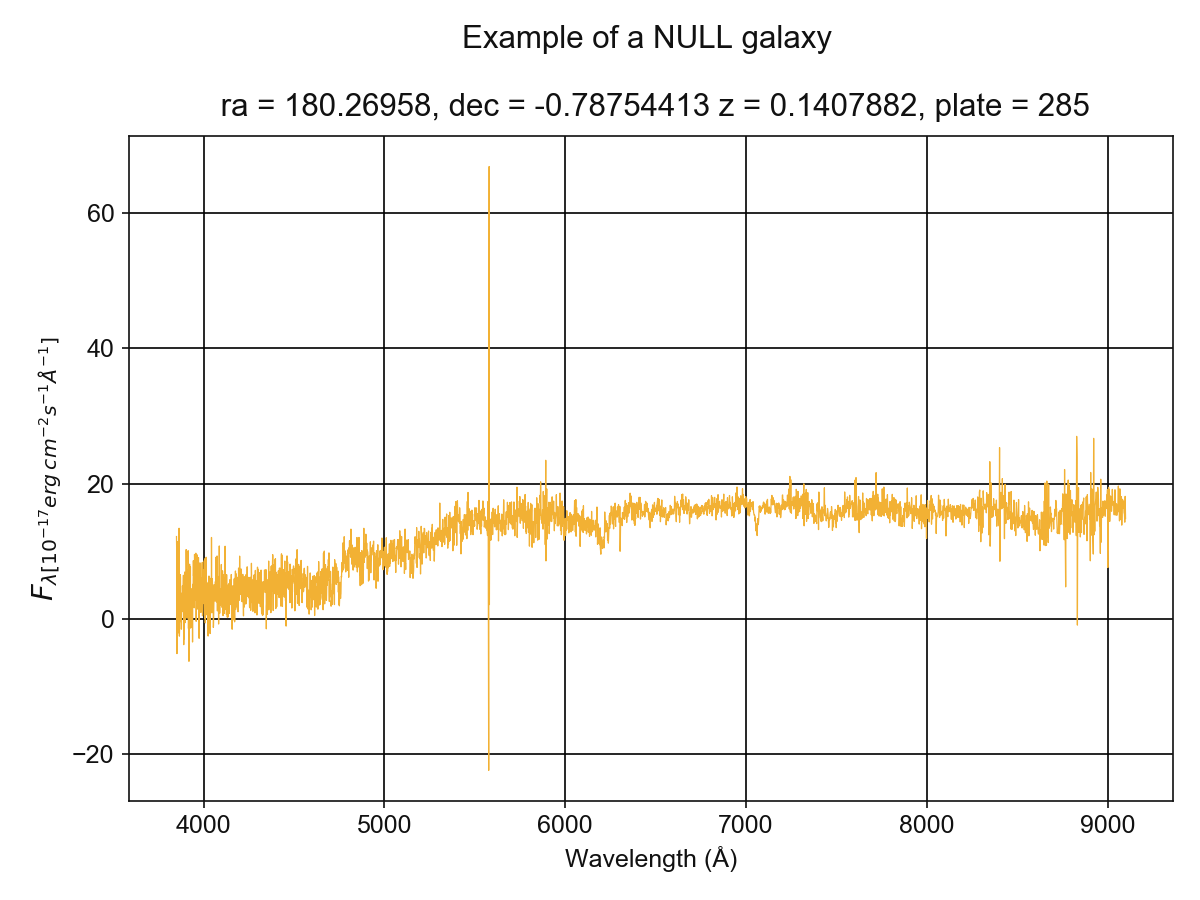 Example of a NULL galaxy
ra = 180.26958, dec = -0.78754413 z = 0.1407882, plate = 285
60
40
20
0
−20
F_λ[10⁻¹⁷erg cm⁻²s⁻¹Å⁻¹]
4000 5000 6000 7000 8000 9000
Wavelength (Å)